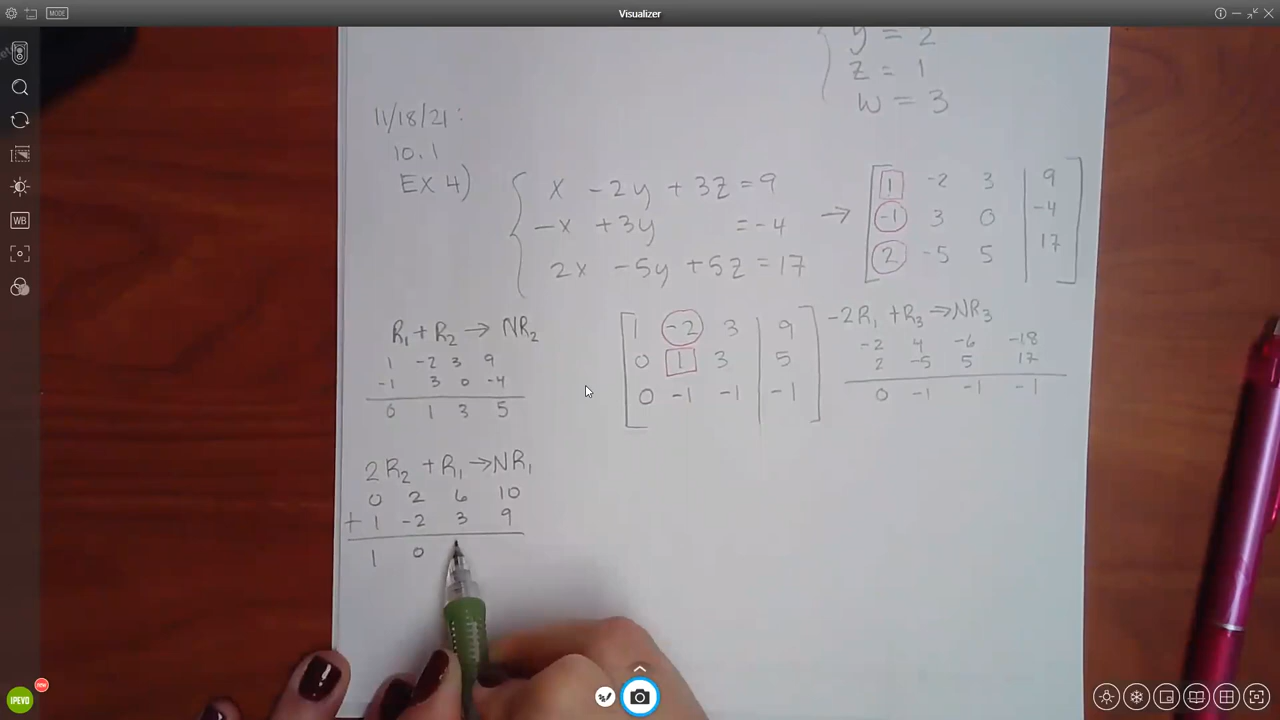 MODE
Visualizer
y = 2
z = 1
w = 3
11/18/21:
10.1
EX 4)
x -2y +3z = 9
-x +3y = -4
2x -5y +5z = 17
→
1 -2 3 | 9
-1 3 0 | -4
2 -5 5 | 17
R₁ + R₂ → NR₂
1 -2 3 9
-1 3 0 -4
0 1 3 5
1 -2 3 | 9
0 1 3 | 5
0 -1 -1 | -1
-2R₁ + R₃ → NR₃
-2 4 -6 -18
2 -5 5 17
0 -1 -1 -1
2R₂ + R₁ → NR₁
0 2 6 10
+ 1 -2 3 9
1 0
WB
IPEVO
new